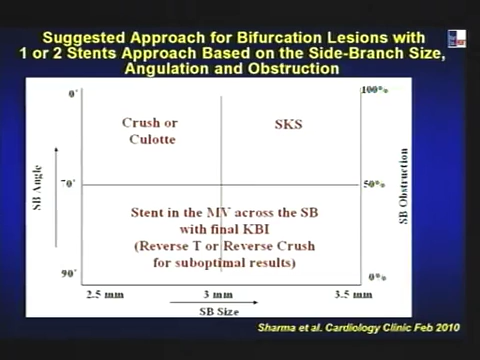 Suggested Approach for Bifurcation Lesions with
1 or 2 Stents Approach Based on the Side-Branch Size,
Angulation and Obstruction
0˚
100%
Crush or
Culotte
SKS
SB Angle
70˚
50%
SB Obstruction
Stent in the MV across the SB
with final KBI
(Reverse T or Reverse Crush
for suboptimal results)
90˚
0%
2.5 mm
3 mm
3.5 mm
SB Size
Sharma et al. Cardiology Clinic Feb 2010